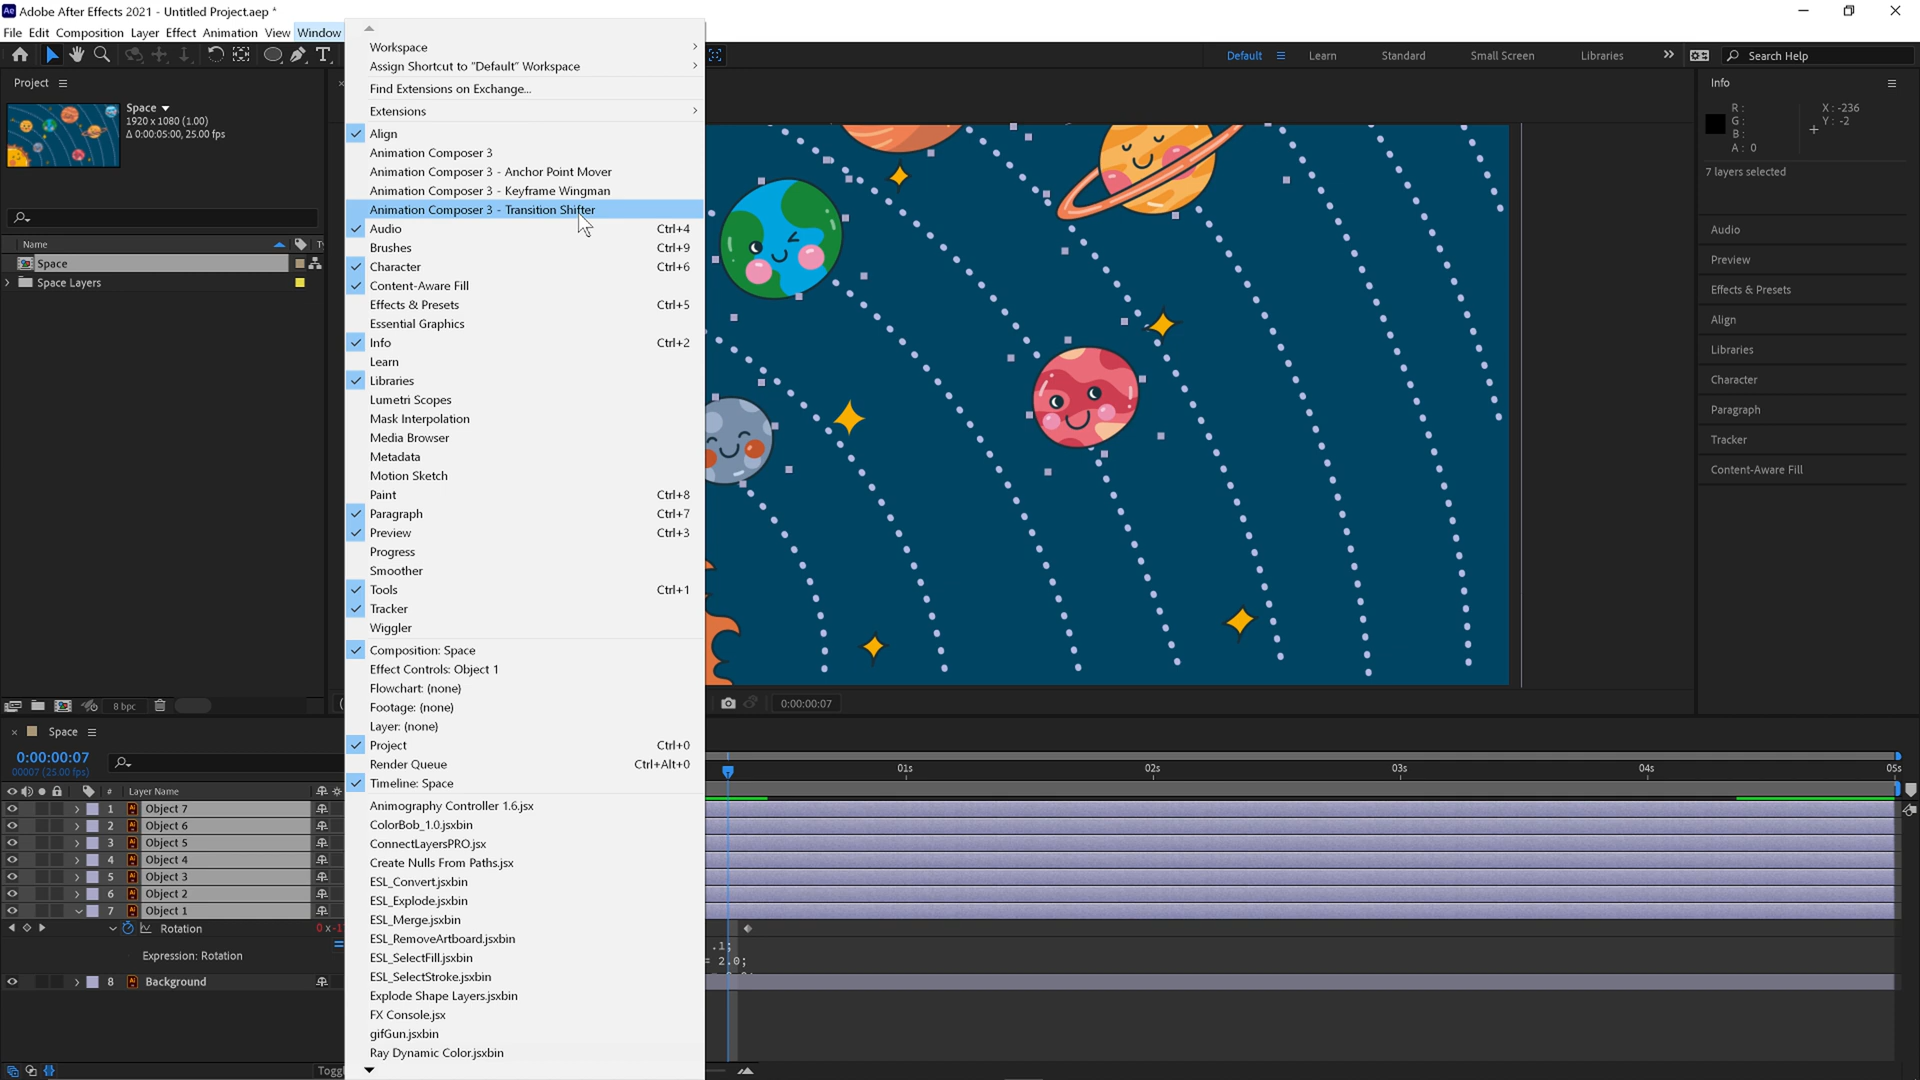 Adobe After Effects 2021 - Untitled Project.aep *
File Edit Composition Layer Effect Animation View Window
Default Learn Standard Small Screen Libraries Search Help
Project
Space
1920 x 1080 (1.00)
Δ 0:00:05:00, 25.00 fps
Name
Space
Space Layers
8 bpc
Workspace
Assign Shortcut to "Default" Workspace
Find Extensions on Exchange...
Extensions
Align
Animation Composer 3
Animation Composer 3 - Anchor Point Mover
Animation Composer 3 - Keyframe Wingman
Animation Composer 3 - Transition Shifter
Audio Ctrl+4
Brushes Ctrl+9
Character Ctrl+6
Content-Aware Fill
Effects & Presets Ctrl+5
Essential Graphics
Info Ctrl+2
Learn
Libraries
Lumetri Scopes
Mask Interpolation
Media Browser
Metadata
Motion Sketch
Paint Ctrl+8
Paragraph Ctrl+7
Preview Ctrl+3
Progress
Smoother
Tools Ctrl+1
Tracker
Wiggler
Composition: Space
Effect Controls: Object 1
Flowchart: (none)
Footage: (none)
Layer: (none)
Project Ctrl+0
Render Queue Ctrl+Alt+0
Timeline: Space
Animography Controller 1.6.jsx
ColorBob_1.0.jsxbin
ConnectLayersPRO.jsx
Create Nulls From Paths.jsx
ESL_Convert.jsxbin
ESL_Explode.jsxbin
ESL_Merge.jsxbin
ESL_RemoveArtboard.jsxbin
ESL_SelectFill.jsxbin
ESL_SelectStroke.jsxbin
Explode Shape Layers.jsxbin
FX Console.jsx
gifGun.jsxbin
Ray Dynamic Color.jsxbin
Info
R: X: -236
G: Y: -2
B:
A: 0
7 layers selected
Audio
Preview
Effects & Presets
Align
Libraries
Character
Paragraph
Tracker
Content-Aware Fill
0:00:00:07
Space
0:00:00:07
00007 (25.00 fps)
# Layer Name
01s 02s 03s 04s 05s
1 Object 7
2 Object 6
3 Object 5
4 Object 4
5 Object 3
6 Object 2
7 Object 1
Rotation
Expression: Rotation
.1;
= 2.0;
8 Background